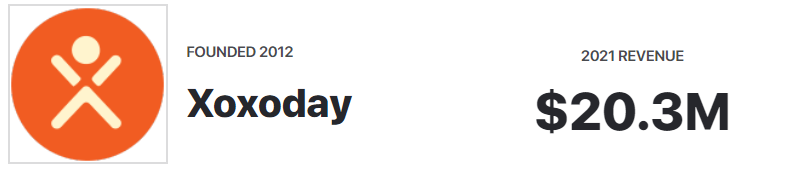 FOUNDED 2012
Xoxoday
2021 REVENUE
$20.3M